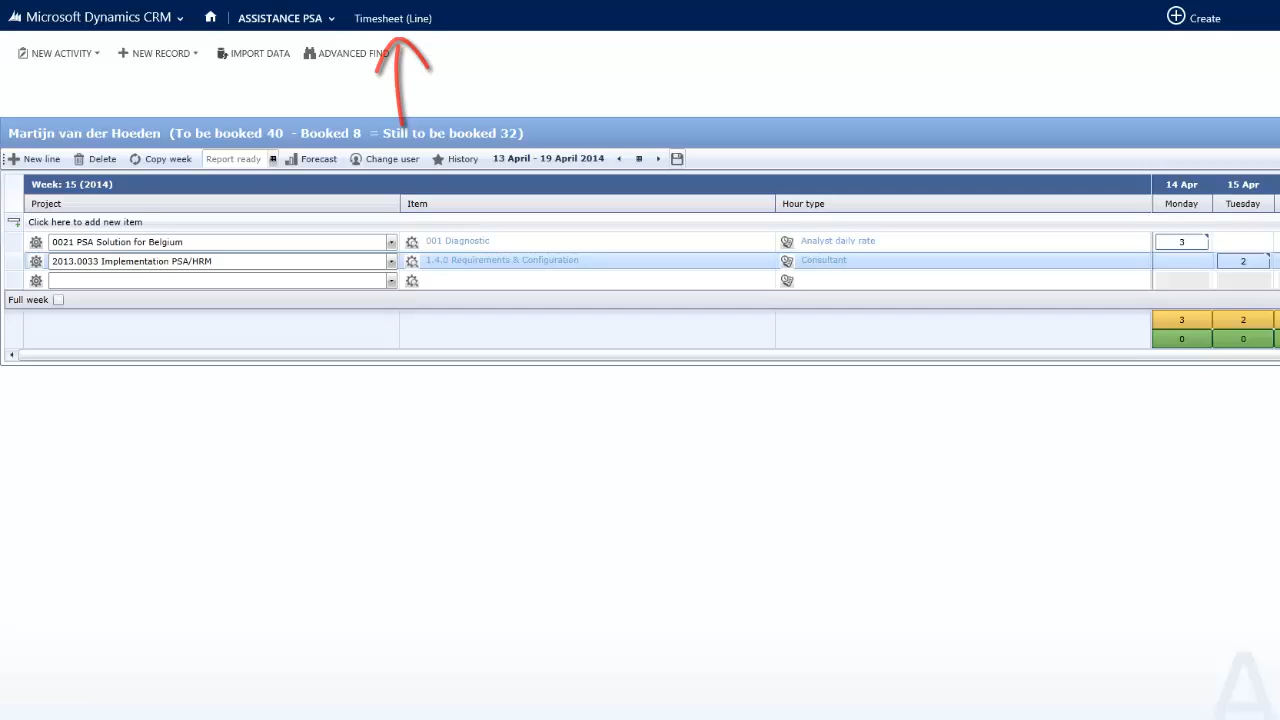 Microsoft Dynamics CRM ASSISTANCE PSA Timesheet (Line) Create
NEW ACTIVITY NEW RECORD IMPORT DATA ADVANCED FIND
Martijn van der Hoeden (To be booked 40 - Booked 8 = Still to be booked 32)
New line Delete Copy week Report ready Forecast Change user History 13 April - 19 April 2014
Week: 15 (2014) 14 Apr 15 Apr
Project Item Hour type Monday Tuesday
Click here to add new item
0021 PSA Solution for Belgium 001 Diagnostic Analyst daily rate 3
2013.0033 Implementation PSA/HRM 1.4.0 Requirements & Configuration Consultant 2
Full week
3 2
0 0
A